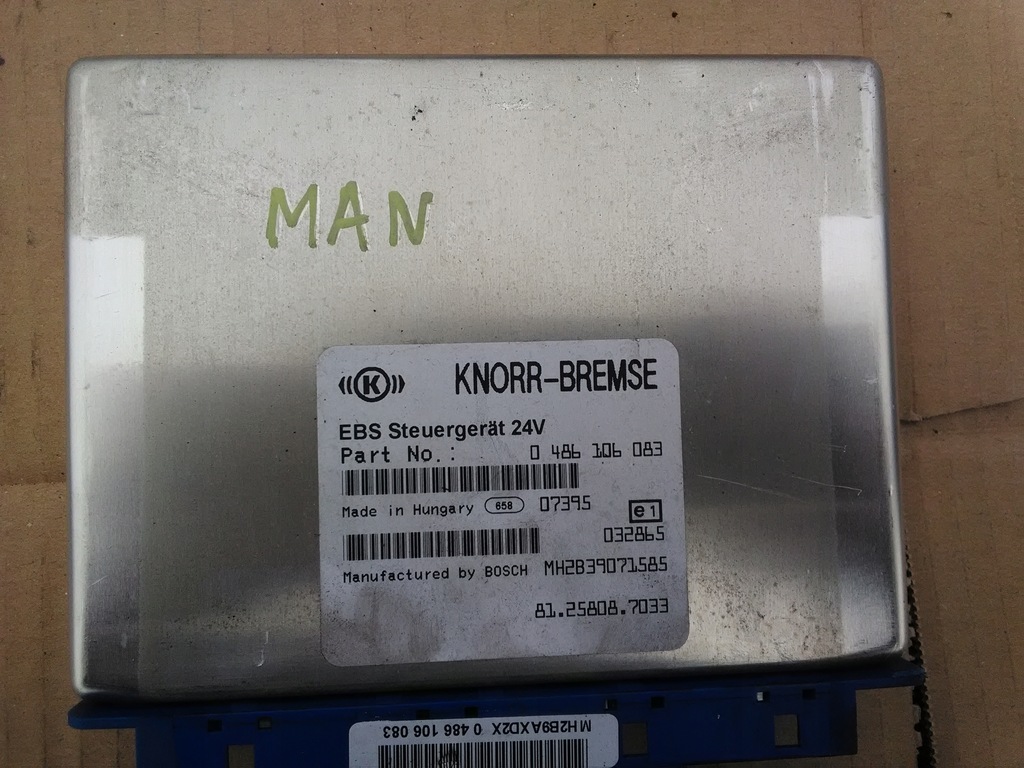 MAN
K KNORR-BREMSE
EBS Steuergerät 24V
Part No.: 0 486 106 083
Made in Hungary 658 07395 e1
032865
Manufactured by BOSCH MH2B39071585
81.25808.7033
MH2B9AXD2X 0 486 106 083